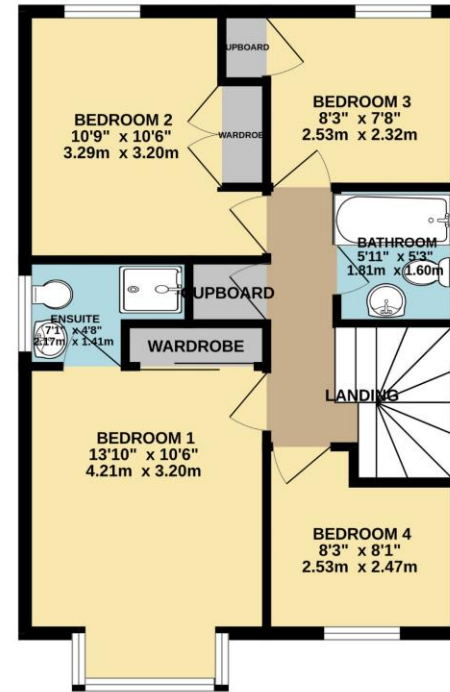 UPBOARD
BEDROOM 2
10'9" x 10'6"
3.29m x 3.20m
WARDROBE
BEDROOM 3
8'3" x 7'8"
2.53m x 2.32m
BATHROOM
5'11" x 5'3"
1.81m x 1.60m
ENSUITE
7'1" x 4'8"
2.17m x 1.41m
CUPBOARD
WARDROBE
LANDING
BEDROOM 1
13'10" x 10'6"
4.21m x 3.20m
BEDROOM 4
8'3" x 8'1"
2.53m x 2.47m